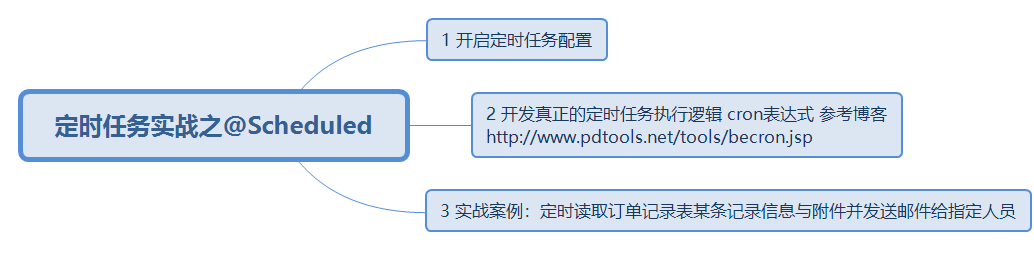 1 开启定时任务配置
定时任务实战之@Scheduled
2 开发真正的定时任务执行逻辑 cron表达式 参考博客
http://www.pdtools.net/tools/becron.jsp
3 实战案例：定时读取订单记录表某条记录信息与附件并发送邮件给指定人员